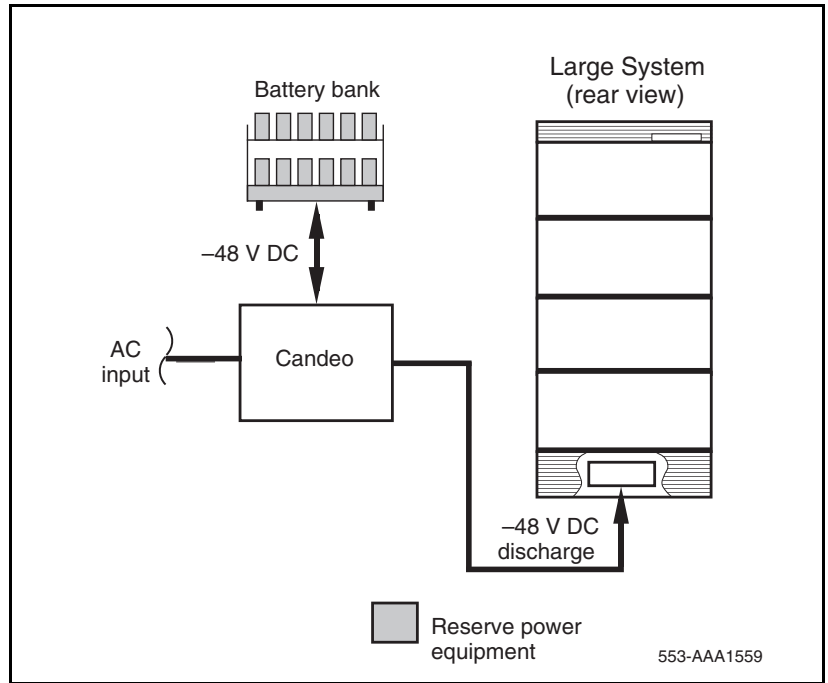 Battery bank
Large System
(rear view)
–48 V DC
AC
input
Candeo
–48 V DC
discharge
Reserve power
equipment
553-AAA1559